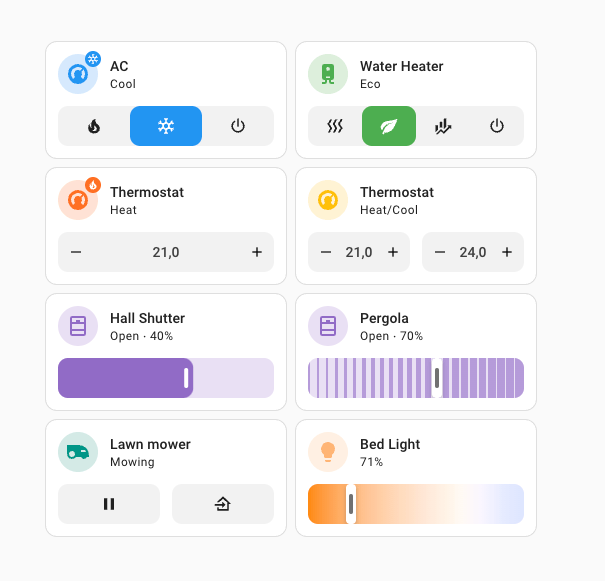 AC
Cool
Water Heater
Eco
Thermostat
Heat
21,0
Thermostat
Heat/Cool
21,0
24,0
Hall Shutter
Open · 40%
Pergola
Open · 70%
Lawn mower
Mowing
Bed Light
71%